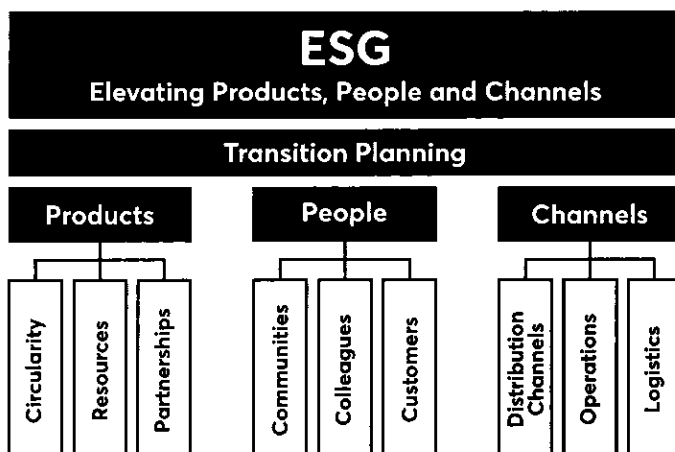 ESG
Elevating Products, People and Channels
Transition Planning
Products
People
Channels
Circularity
Resources
Partnerships
Communities
Colleagues
Customers
Distribution
Channels
Operations
Logistics